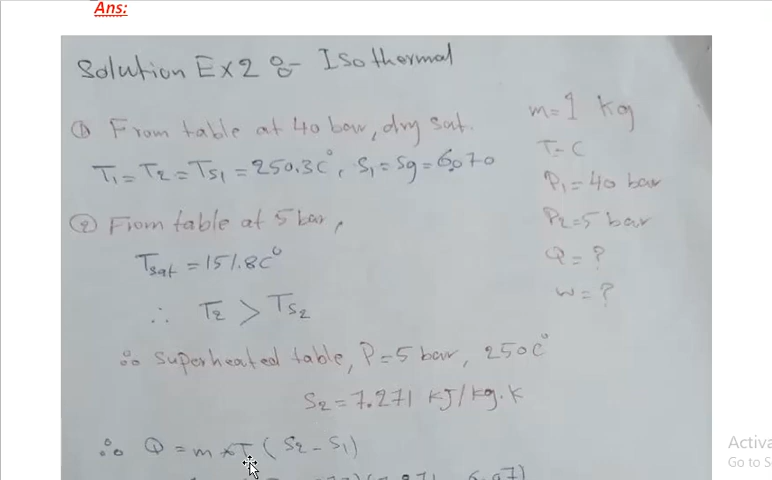 Ans:
Solution Ex2 :- Isothermal
m=1 kg
① From table at 40 bar, dry sat.
T=C
T1=T2=TS1=250.3C°, S1=Sg=6.070
P1=40 bar
② From table at 5 bar,
P2=5 bar
Tsat=151.8C°
Q=?
∴ T2 > TS2
W=?
∴ Superheated table, P=5 bar, 250C°
S2=7.271 kJ/kg.K
∴ Q=m*T(S2-S1)
Activa
Go to S